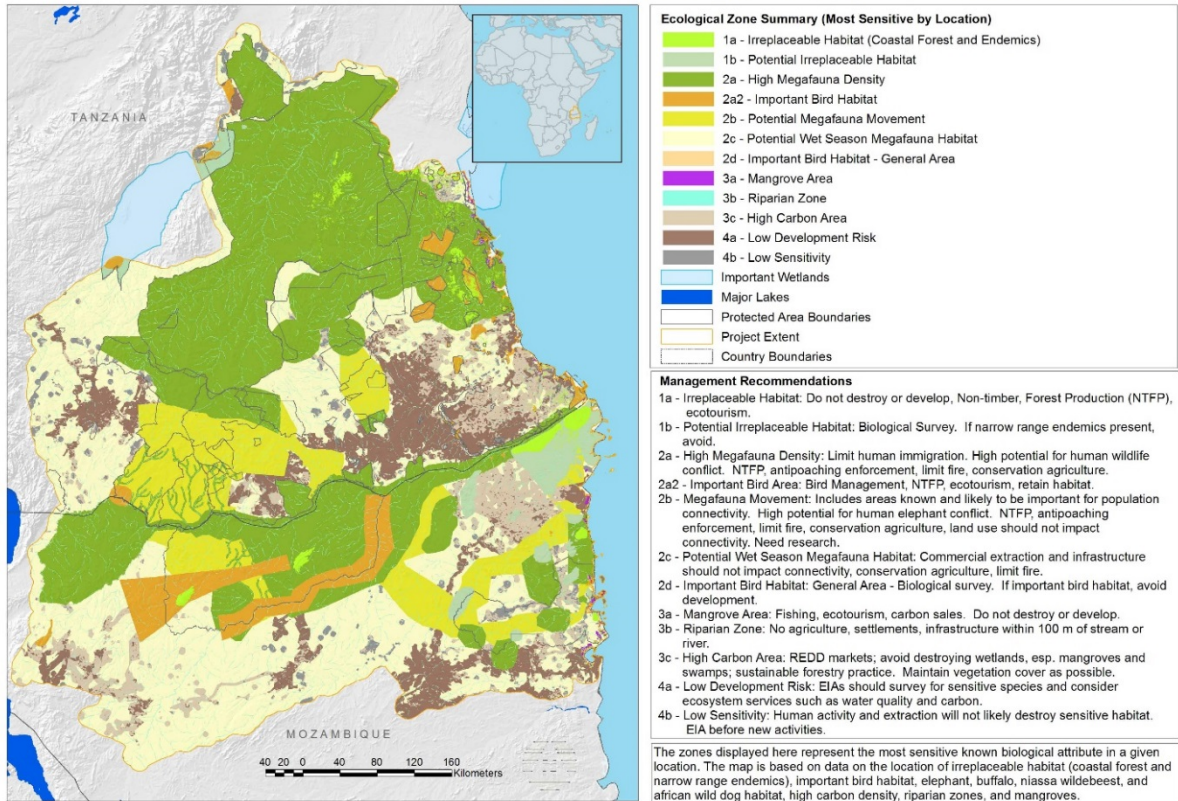 TANZANIA
MOZAMBIQUE
40 20 0 40 80 120 160
Kilometers
Ecological Zone Summary (Most Sensitive by Location)
1a - Irreplaceable Habitat (Coastal Forest and Endemics)
1b - Potential Irreplaceable Habitat
2a - High Megafauna Density
2a2 - Important Bird Habitat
2b - Potential Megafauna Movement
2c - Potential Wet Season Megafauna Habitat
2d - Important Bird Habitat - General Area
3a - Mangrove Area
3b - Riparian Zone
3c - High Carbon Area
4a - Low Development Risk
4b - Low Sensitivity
Important Wetlands
Major Lakes
Protected Area Boundaries
Project Extent
Country Boundaries
Management Recommendations
1a - Irreplaceable Habitat: Do not destroy or develop, Non-timber, Forest Production (NTFP),
ecotourism.
1b - Potential Irreplaceable Habitat: Biological Survey. If narrow range endemics present,
avoid.
2a - High Megafauna Density: Limit human immigration. High potential for human wildlife
conflict. NTFP, antipoaching enforcement, limit fire, conservation agriculture.
2a2 - Important Bird Area: Bird Management, NTFP, ecotourism, retain habitat.
2b - Megafauna Movement: Includes areas known and likely to be important for population
connectivity. High potential for human elephant conflict. NTFP, antipoaching
enforcement, limit fire, conservation agriculture, land use should not impact
connectivity. Need research.
2c - Potential Wet Season Megafauna Habitat: Commercial extraction and infrastructure
should not impact connectivity, conservation agriculture, limit fire.
2d - Important Bird Habitat: General Area - Biological survey. If important bird habitat, avoid
development.
3a - Mangrove Area: Fishing, ecotourism, carbon sales. Do not destroy or develop.
3b - Riparian Zone: No agriculture, settlements, infrastructure within 100 m of stream or
river.
3c - High Carbon Area: REDD markets; avoid destroying wetlands, esp. mangroves and
swamps; sustainable forestry practice. Maintain vegetation cover as possible.
4a - Low Development Risk: EIAs should survey for sensitive species and consider
ecosystem services such as water quality and carbon.
4b - Low Sensitivity: Human activity and extraction will not likely destroy sensitive habitat.
EIA before new activities.
The zones displayed here represent the most sensitive known biological attribute in a given
location. The map is based on data on the location of irreplaceable habitat (coastal forest and
narrow range endemics), important bird habitat, elephant, buffalo, niassa wildebeest, and
african wild dog habitat, high carbon density, riparian zones, and mangroves.